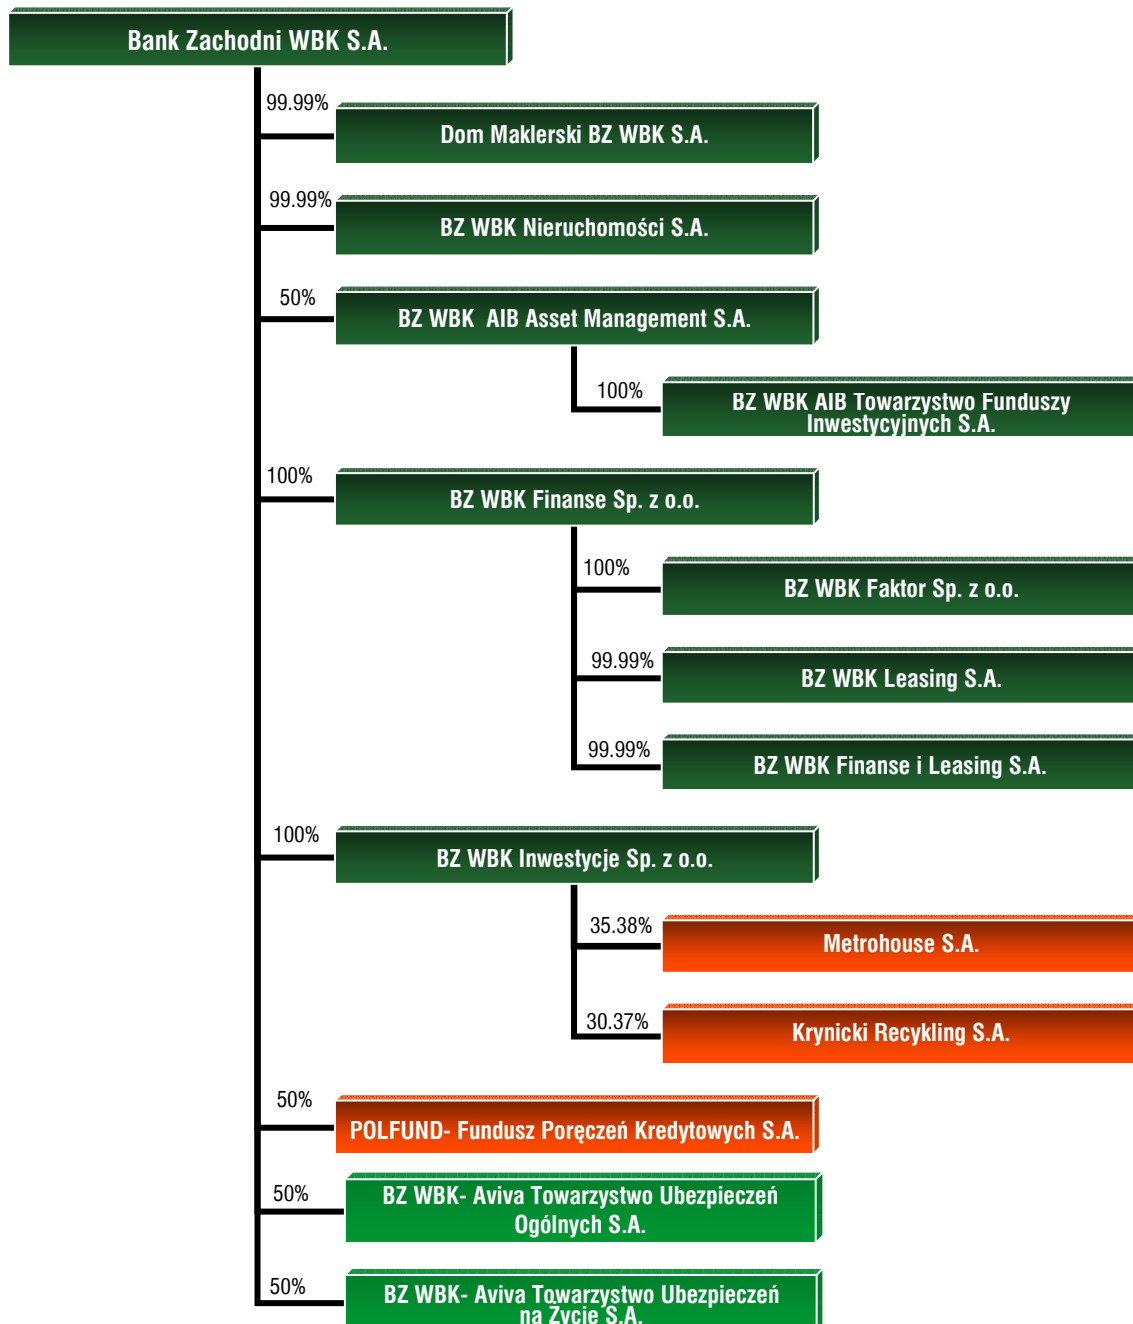 Bank Zachodni WBK S.A.
99.99%
Dom Maklerski BZ WBK S.A.
99.99%
BZ WBK Nieruchomości S.A.
50%
BZ WBK AIB Asset Management S.A.
100%
BZ WBK AIB Towarzystwo Funduszy
Inwestycyjnych S.A.
100%
BZ WBK Finanse Sp. z o.o.
100%
BZ WBK Faktor Sp. z o.o.
99.99%
BZ WBK Leasing S.A.
99.99%
BZ WBK Finanse i Leasing S.A.
100%
BZ WBK Inwestycje Sp. z o.o.
35.38%
Metrohouse S.A.
30.37%
Krynicki Recykling S.A.
50%
POLFUND- Fundusz Poręczeń Kredytowych S.A.
50%
BZ WBK- Aviva Towarzystwo Ubezpieczeń
Ogólnych S.A.
50%
BZ WBK- Aviva Towarzystwo Ubezpieczeń
na Życie S.A.